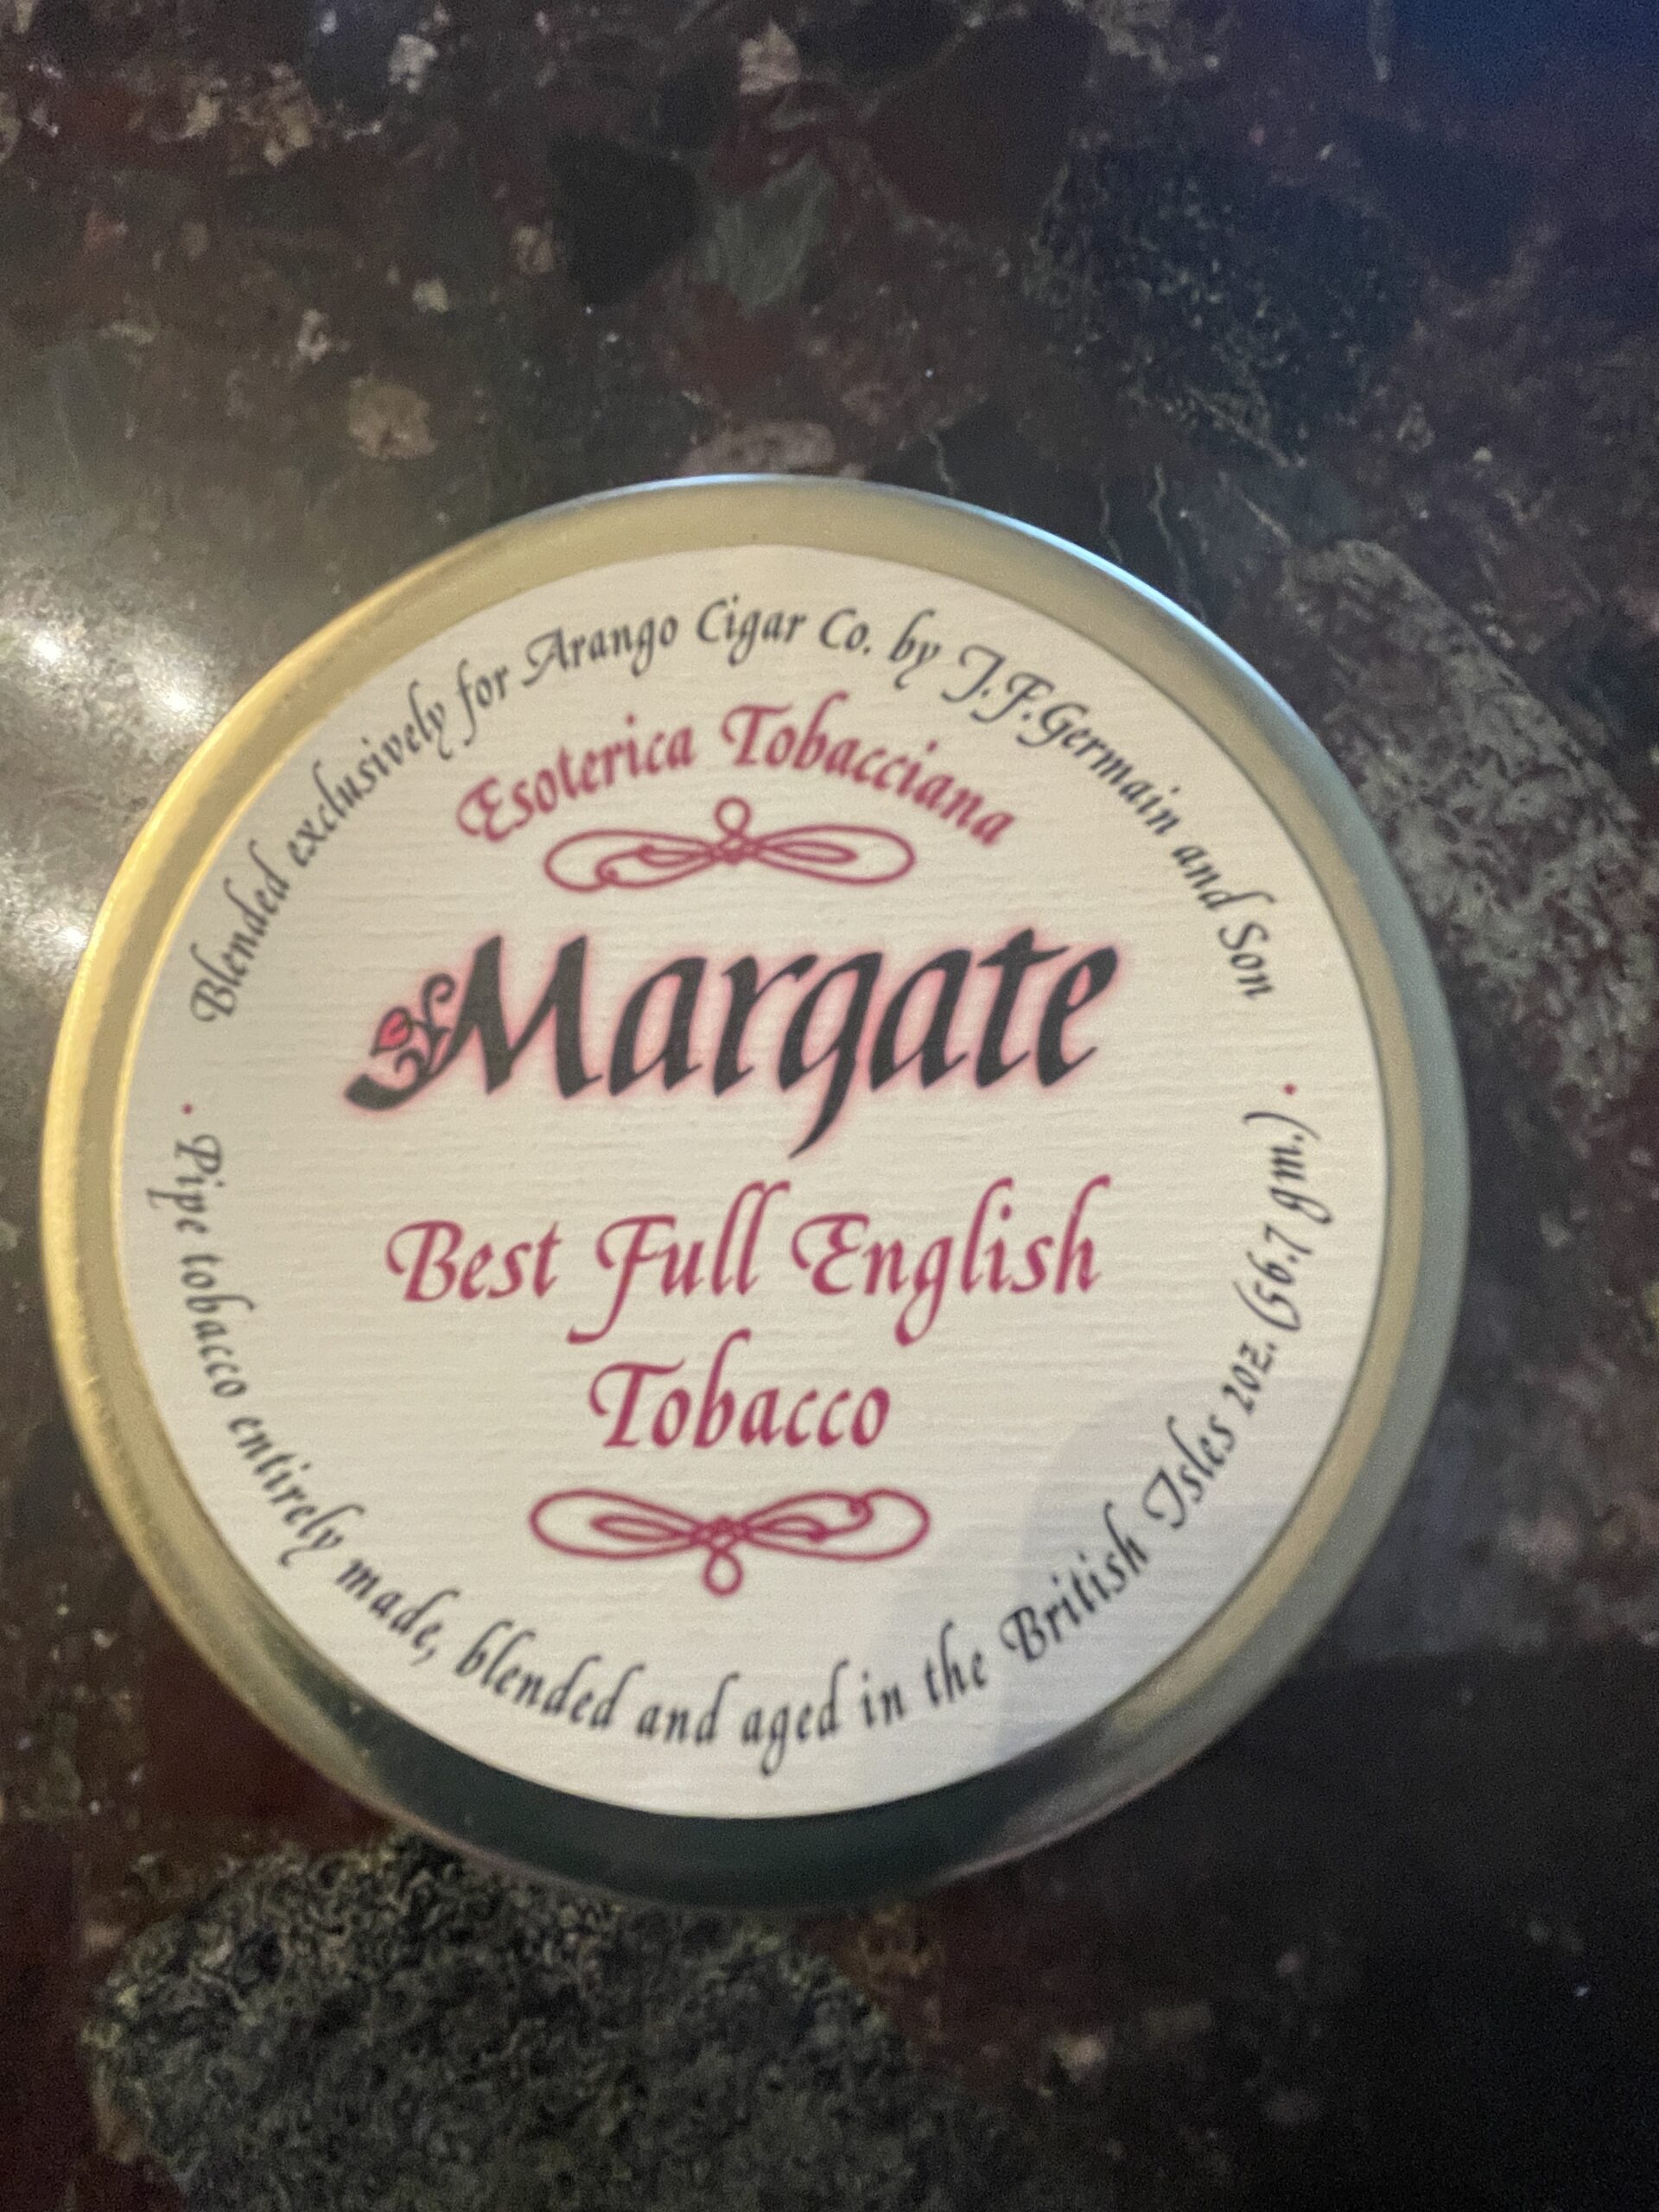 Blended exclusively for Arango Cigar Co. by J.F.Germain and Son
Esoterica Tobacciana
Margate
Best Full English
Tobacco
• Pipe tobacco entirely made, blended and aged in the British Isles 2oz. (56.7 gm.) •